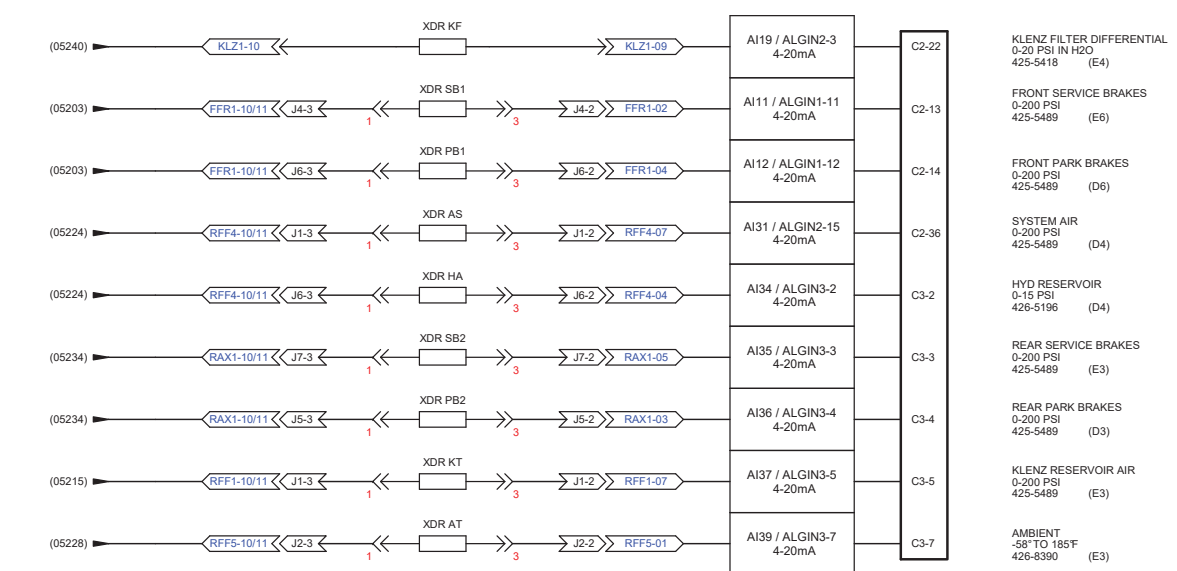 XDR KF
(05240) KLZ1-10 KLZ1-09 AI19 / ALGIN2-3 C2-22 KLENZ FILTER DIFFERENTIAL
4-20mA 0-20 PSI IN H2O
425-5418 (E4)
XDR SB1
(05203) FFR1-10/11 J4-3 J4-2 FFR1-02 AI11 / ALGIN1-11 C2-13 FRONT SERVICE BRAKES
1 3 4-20mA 0-200 PSI
425-5489 (E6)
XDR PB1
(05203) FFR1-10/11 J6-3 J6-2 FFR1-04 AI12 / ALGIN1-12 C2-14 FRONT PARK BRAKES
1 3 4-20mA 0-200 PSI
425-5489 (D6)
XDR AS
(05224) RFF4-10/11 J1-3 J1-2 RFF4-07 AI31 / ALGIN2-15 C2-36 SYSTEM AIR
1 3 4-20mA 0-200 PSI
425-5489 (D4)
XDR HA
(05224) RFF4-10/11 J6-3 J6-2 RFF4-04 AI34 / ALGIN3-2 C3-2 HYD RESERVOIR
1 3 4-20mA 0-15 PSI
426-5196 (D4)
XDR SB2
(05234) RAX1-10/11 J7-3 J7-2 RAX1-05 AI35 / ALGIN3-3 C3-3 REAR SERVICE BRAKES
1 3 4-20mA 0-200 PSI
425-5489 (E3)
XDR PB2
(05234) RAX1-10/11 J5-3 J5-2 RAX1-03 AI36 / ALGIN3-4 C3-4 REAR PARK BRAKES
1 3 4-20mA 0-200 PSI
425-5489 (D3)
XDR KT
(05215) RFF1-10/11 J1-3 J1-2 RFF1-07 AI37 / ALGIN3-5 C3-5 KLENZ RESERVOIR AIR
1 3 4-20mA 0-200 PSI
425-5489 (E3)
XDR AT
(05228) RFF5-10/11 J2-3 J2-2 RFF5-01 AI39 / ALGIN3-7 C3-7 AMBIENT
1 3 4-20mA -58° TO 185°F
426-8390 (E3)